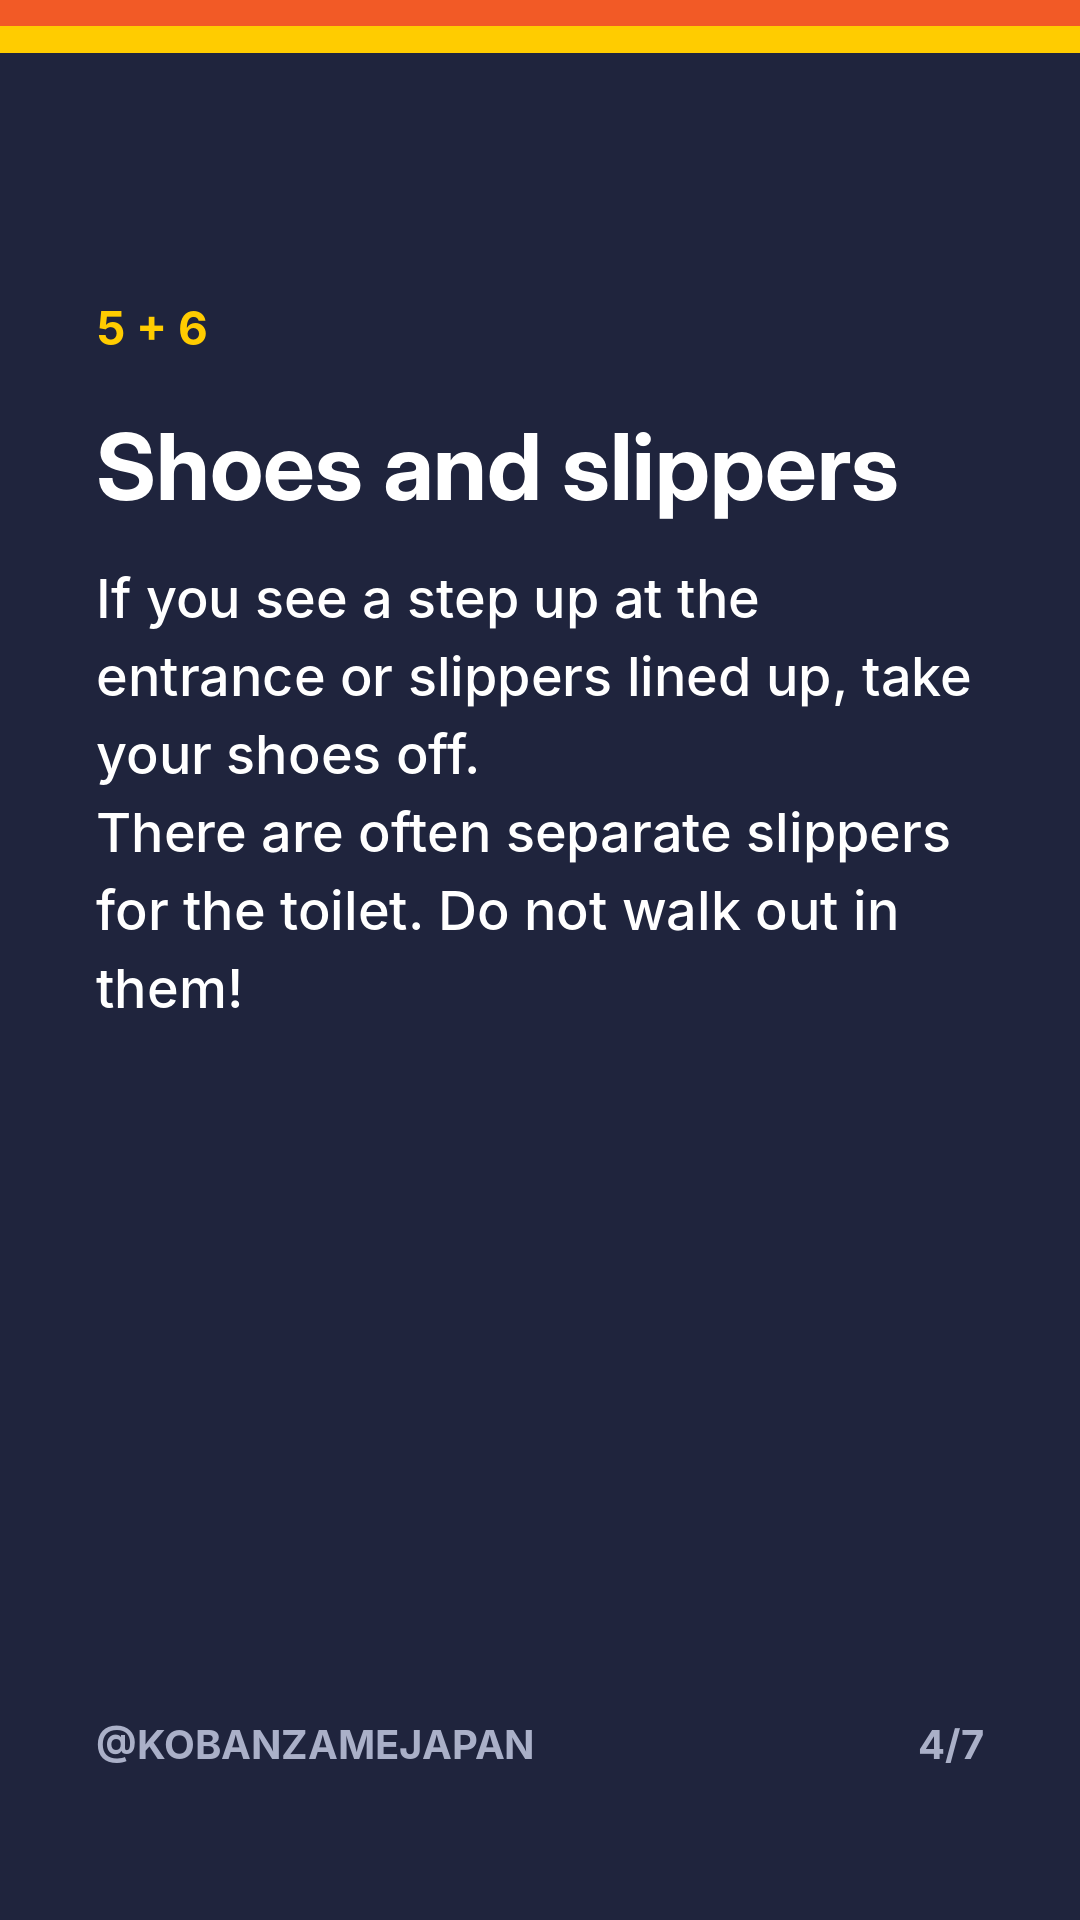 5 + 6
Shoes and slippers
If you see a step up at the
entrance or slippers lined up, take
your shoes off.
There are often separate slippers
for the toilet. Do not walk out in
them!
@KOBANZAMEJAPAN
4/7